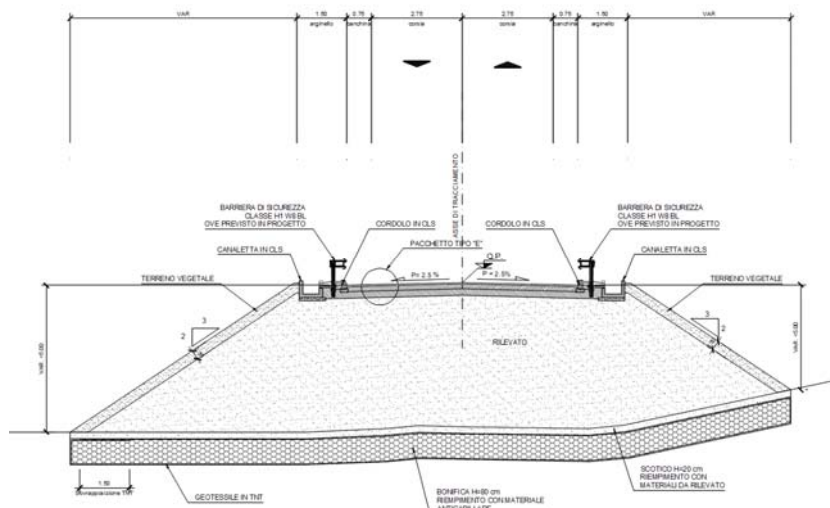 VAR
1.50
arginello
0.75
banchina
2.75
corsia
2.75
corsia
0.75
banchina
1.50
arginello
VAR
ASSE DI TRACCIAMENTO
BARRIERA DI SICUREZZA
CLASSE H1 W8 BL
OVE PREVISTO IN PROGETTO
CORDOLO IN CLS
CORDOLO IN CLS
BARRIERA DI SICUREZZA
CLASSE H1 W8 BL
OVE PREVISTO IN PROGETTO
CANALETTA IN CLS
PACCHETTO TIPO "E"
CANALETTA IN CLS
Q.P.
TERRENO VEGETALE
P= 2.5 %
P = 2.5%
TERRENO VEGETALE
3
2
3
2
VAR. <5.00
RILEVATO
VAR. <5.00
1.50
Sovrapposizione TNT
GEOTESSILE IN TNT
BONIFICA H=80 cm
RIEMPIMENTO CON MATERIALE
ANTICAPILLARE
SCOTICO H=20 cm
RIEMPIMENTO CON
MATERIALI DA RILEVATO